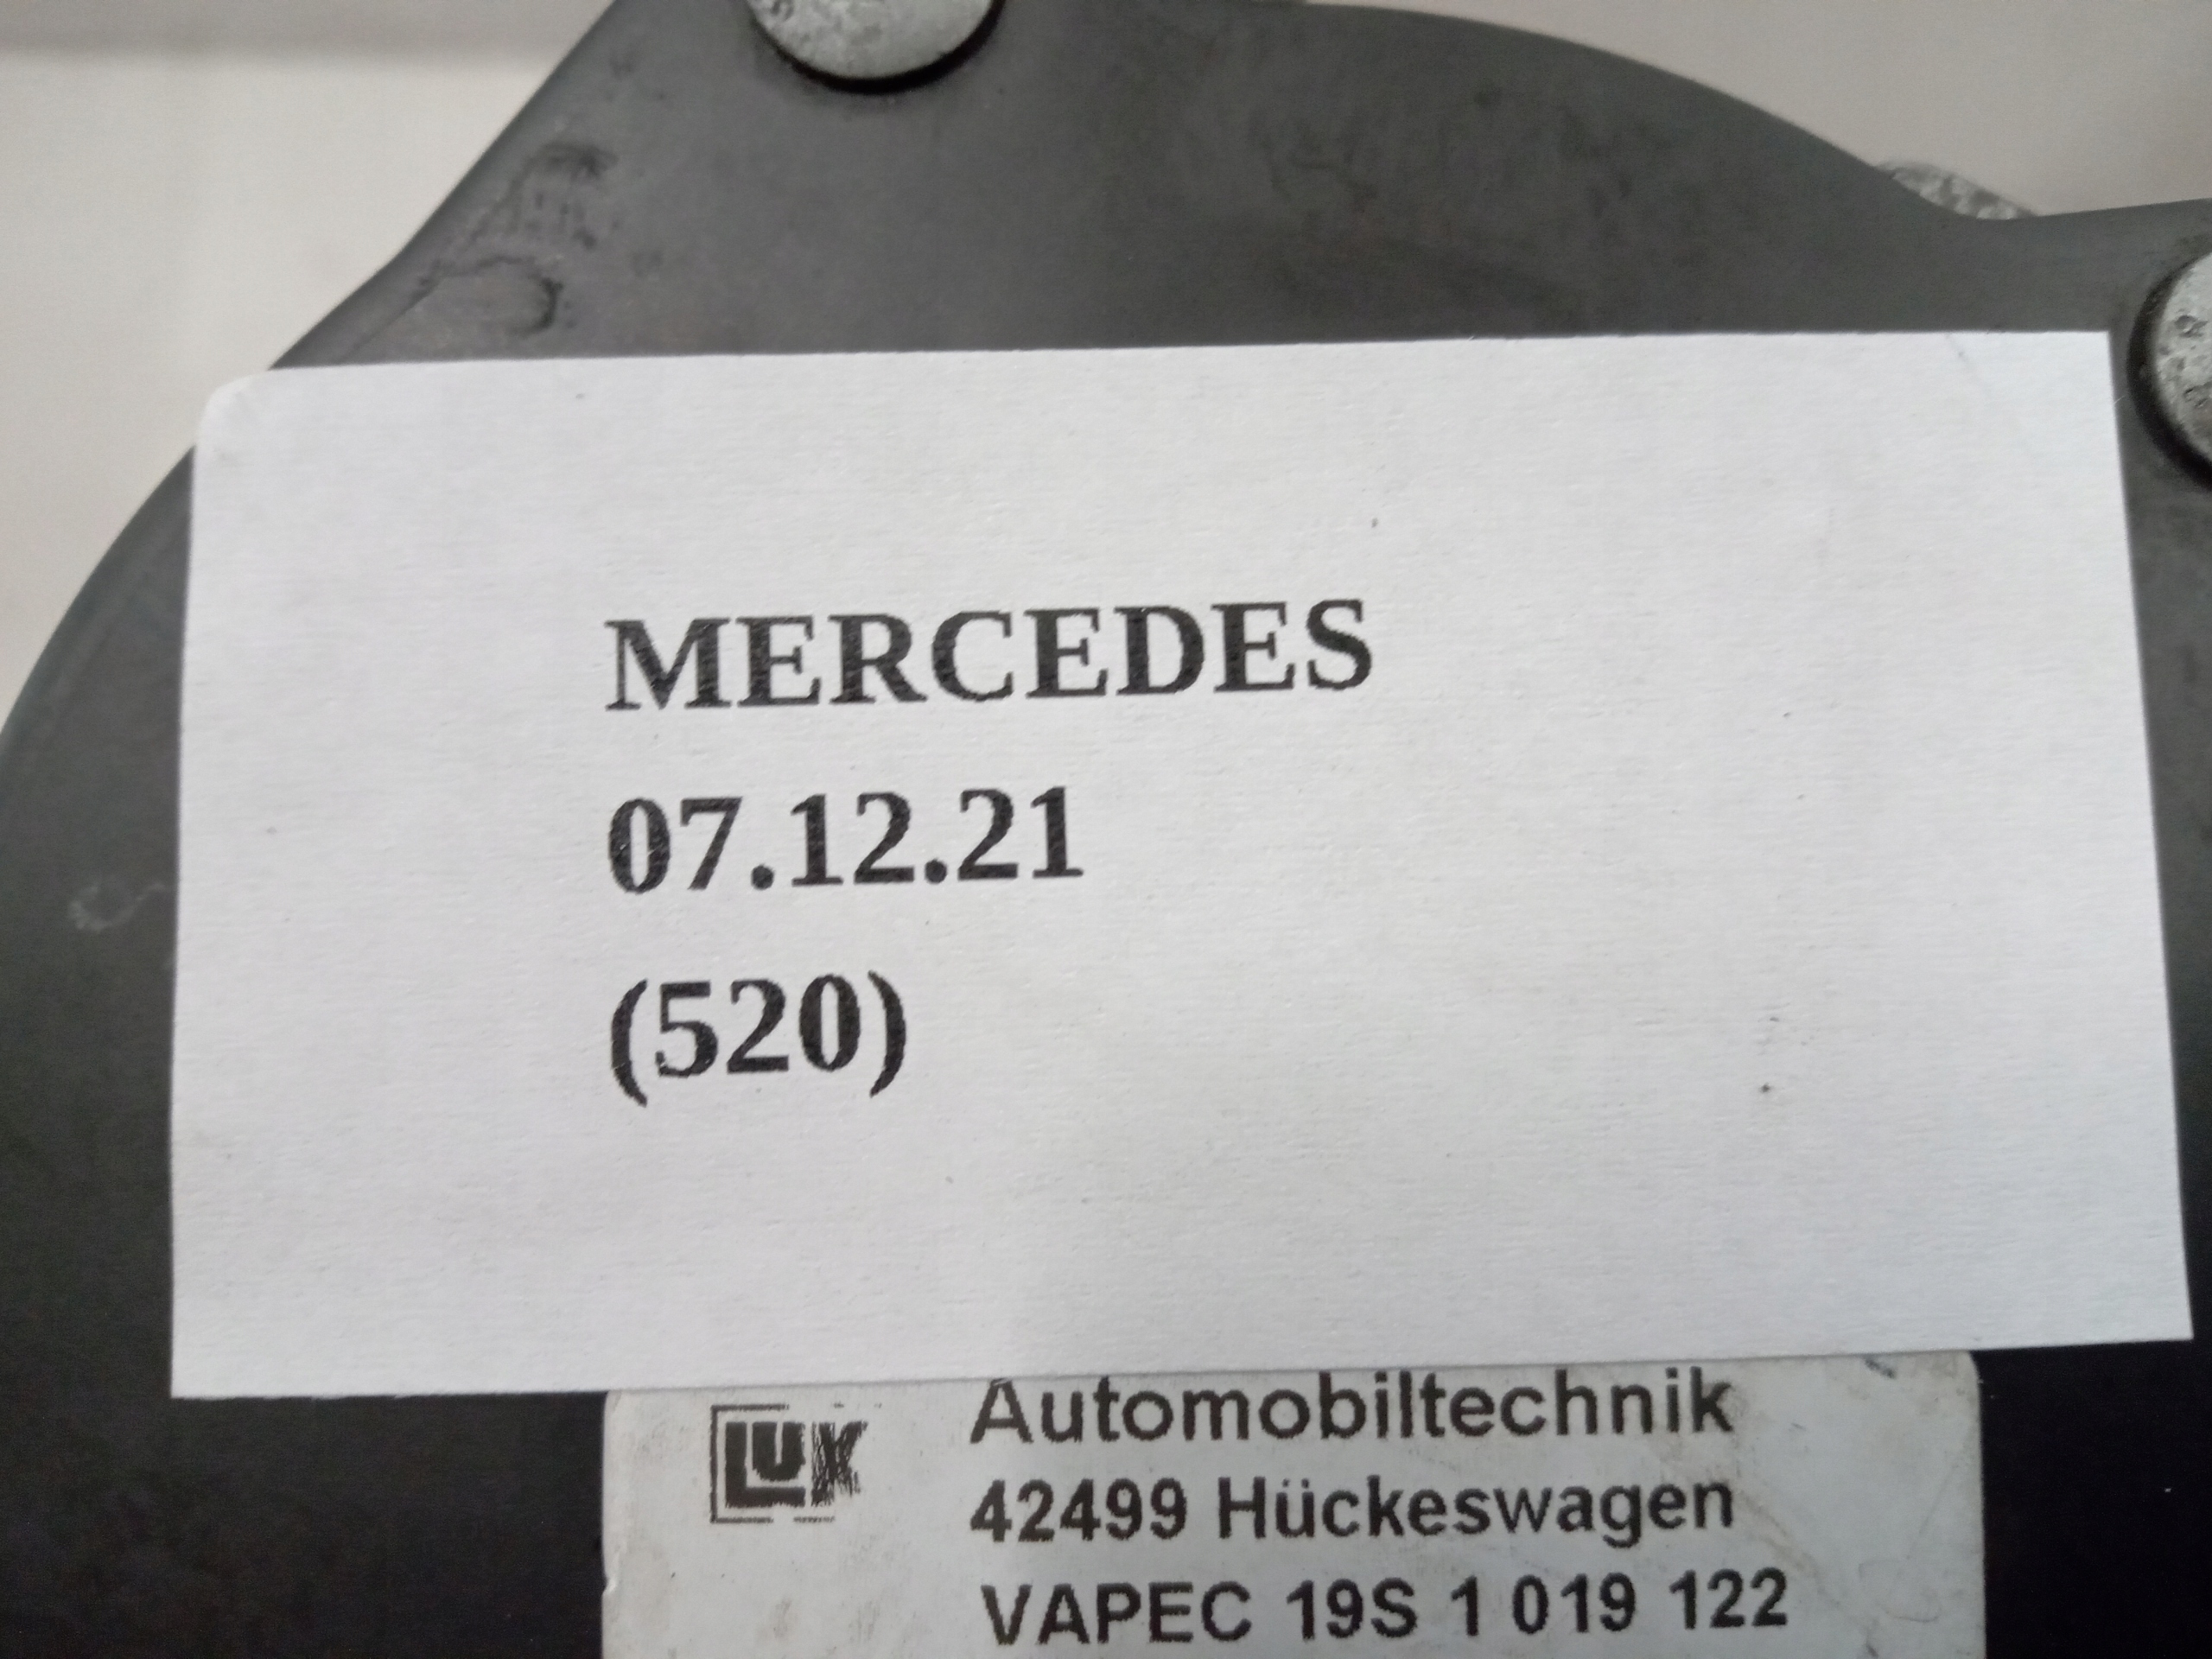 MERCEDES
07.12.21
(520)
LUK
Automobiltechnik
42499 Hückeswagen
VAPEC 19S 1 019 122